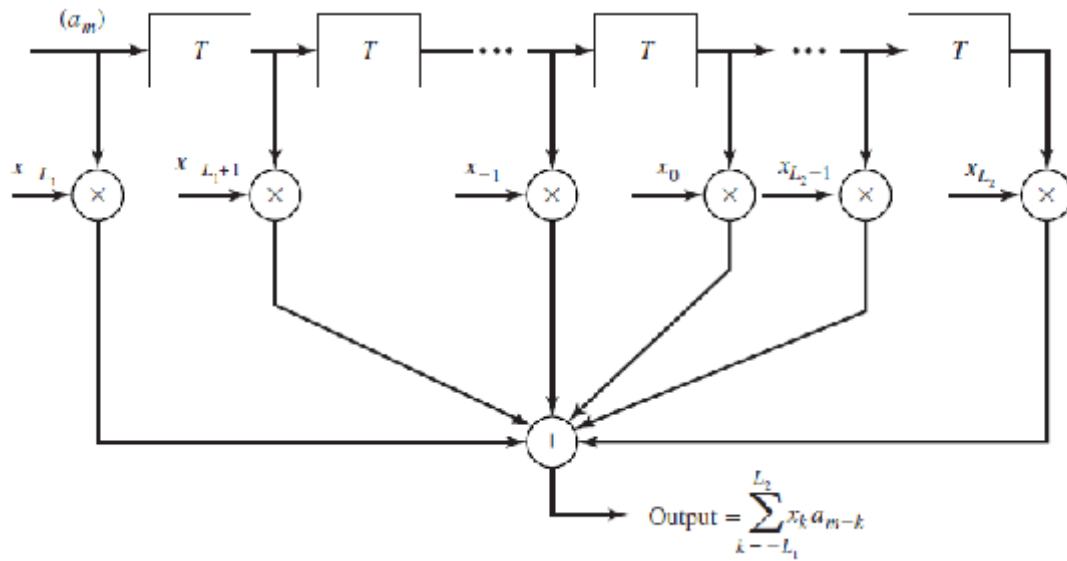 (a_m)
T T ··· T ··· T
x_{-L_1} x_{-L_1+1} x_{-1} x_0 x_{L_2-1} x_{L_2}
× × × × × ×
+
Output = \sum_{k=-L_1}^{L_2} x_k a_{m-k}